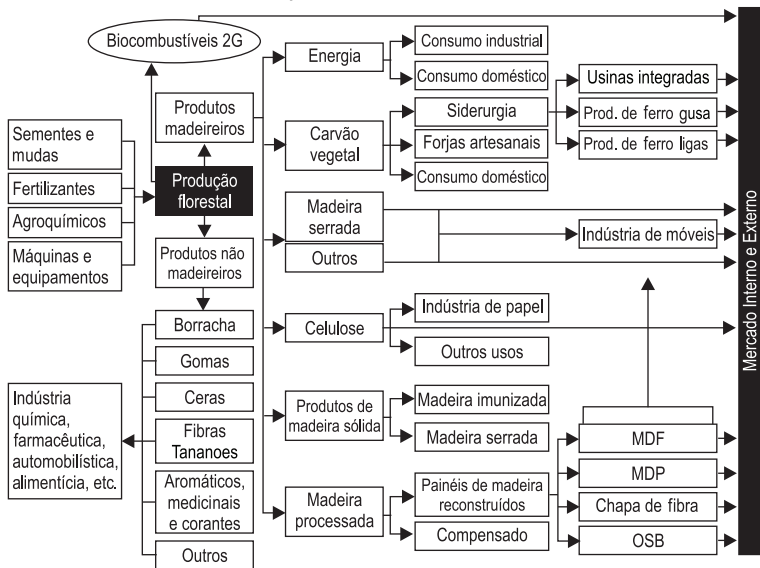 Biocombustíveis 2G
Produtos
madeireiros
Sementes e
mudas
Fertilizantes
Agroquímicos
Máquinas e
equipamentos
Produção
florestal
Produtos não
madeireiros
Borracha
Gomas
Ceras
Fibras
Tananoes
Aromáticos,
medicinais
e corantes
Outros
Indústria
química,
farmacêutica,
automobilística,
alimentícia, etc.
Energia
Consumo industrial
Consumo doméstico
Carvão
vegetal
Siderurgia
Forjas artesanais
Consumo doméstico
Usinas integradas
Prod. de ferro gusa
Prod. de ferro ligas
Madeira
serrada
Outros
Indústria de móveis
Celulose
Indústria de papel
Outros usos
Produtos de
madeira sólida
Madeira imunizada
Madeira serrada
Madeira
processada
Painéis de madeira
reconstruídos
Compensado
MDF
MDP
Chapa de fibra
OSB
Mercado Interno e Externo